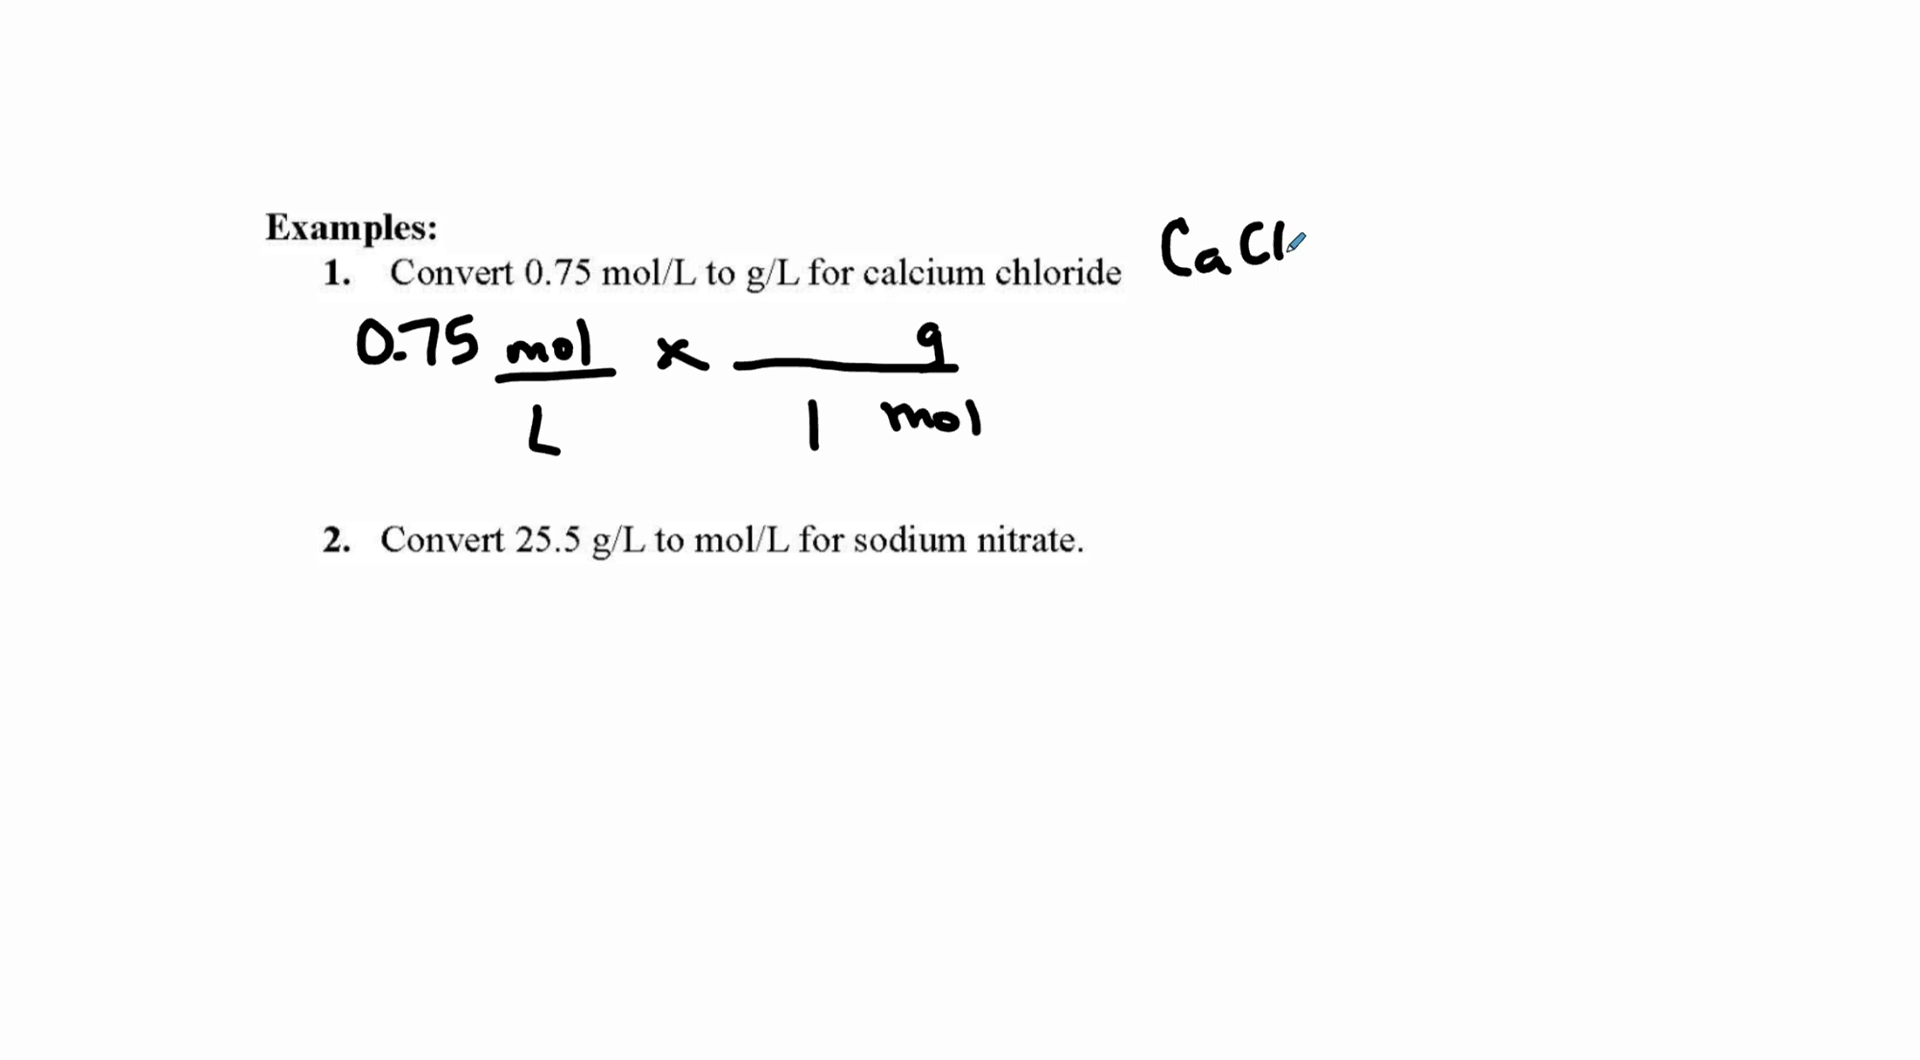 Examples:
1. Convert 0.75 mol/L to g/L for calcium chloride CaCl
0.75 mol x g
L 1 mol
2. Convert 25.5 g/L to mol/L for sodium nitrate.